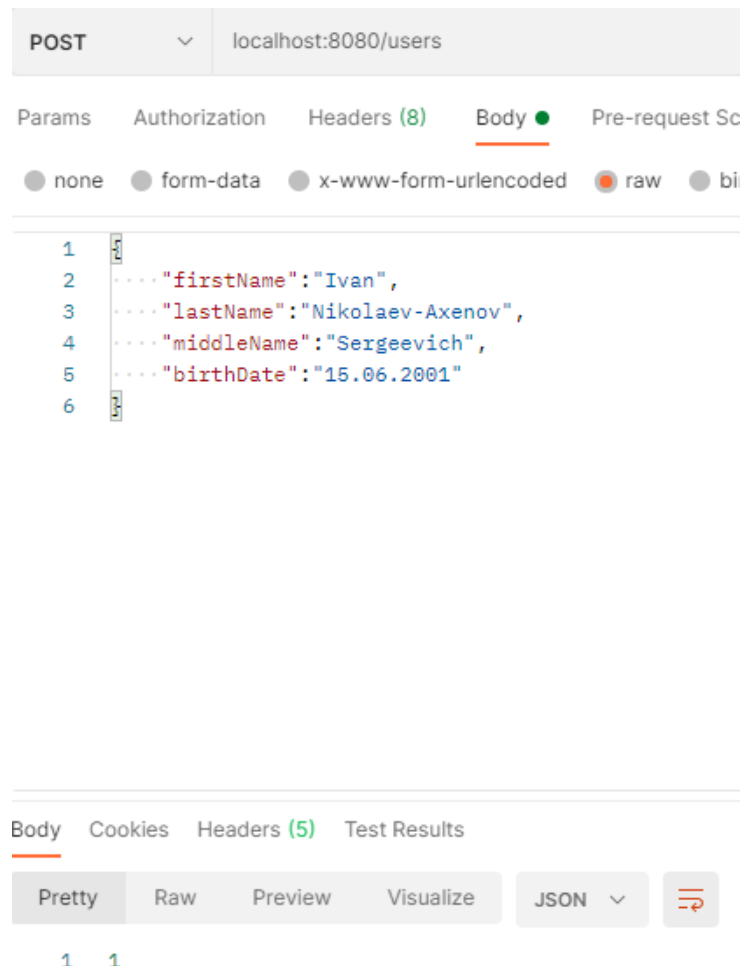 POST localhost:8080/users
Params Authorization Headers (8) Body Pre-request Sc
none form-data x-www-form-urlencoded raw bi
1 {
2 "firstName":"Ivan",
3 "lastName":"Nikolaev-Axenov",
4 "middleName":"Sergeevich",
5 "birthDate":"15.06.2001"
6 }
Body Cookies Headers (5) Test Results
Pretty Raw Preview Visualize JSON
1 1